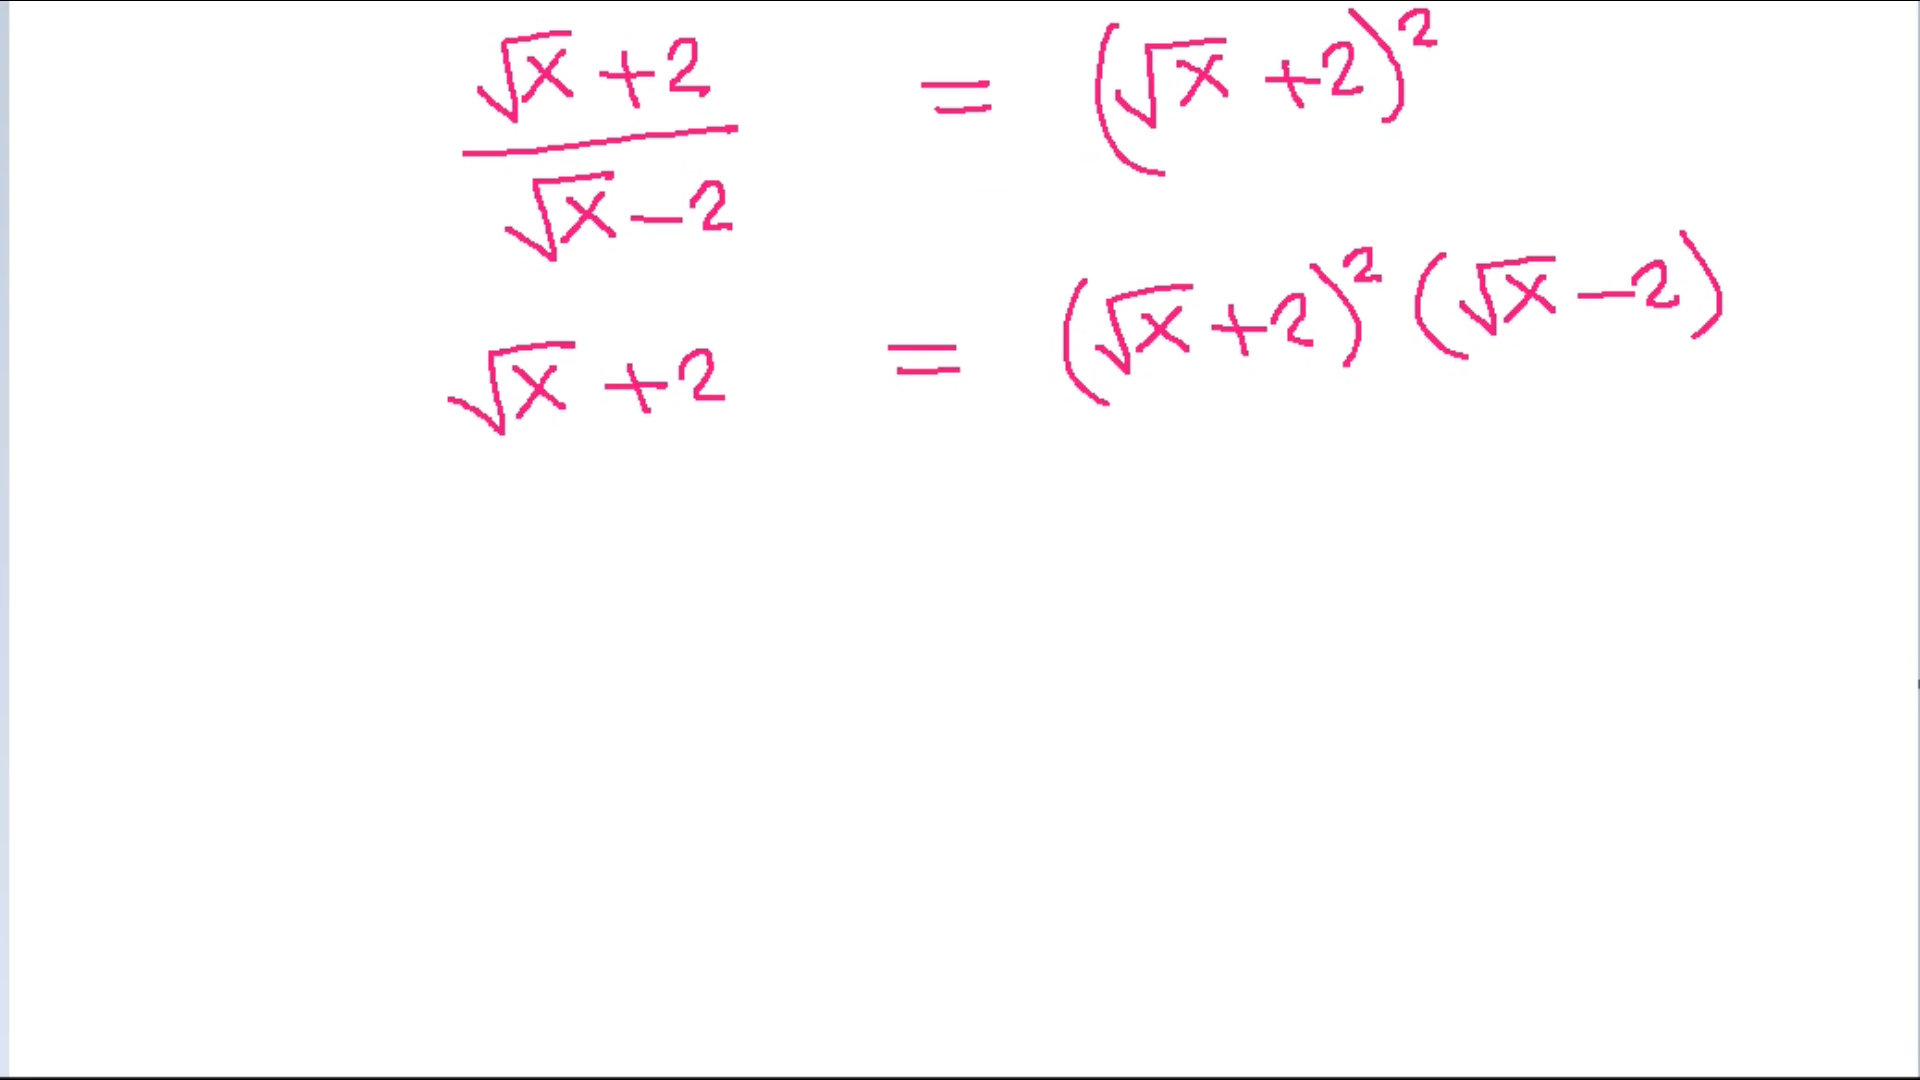 (√x + 2)/(√x − 2) = (√x + 2)²
√x + 2 = (√x + 2)² (√x − 2)